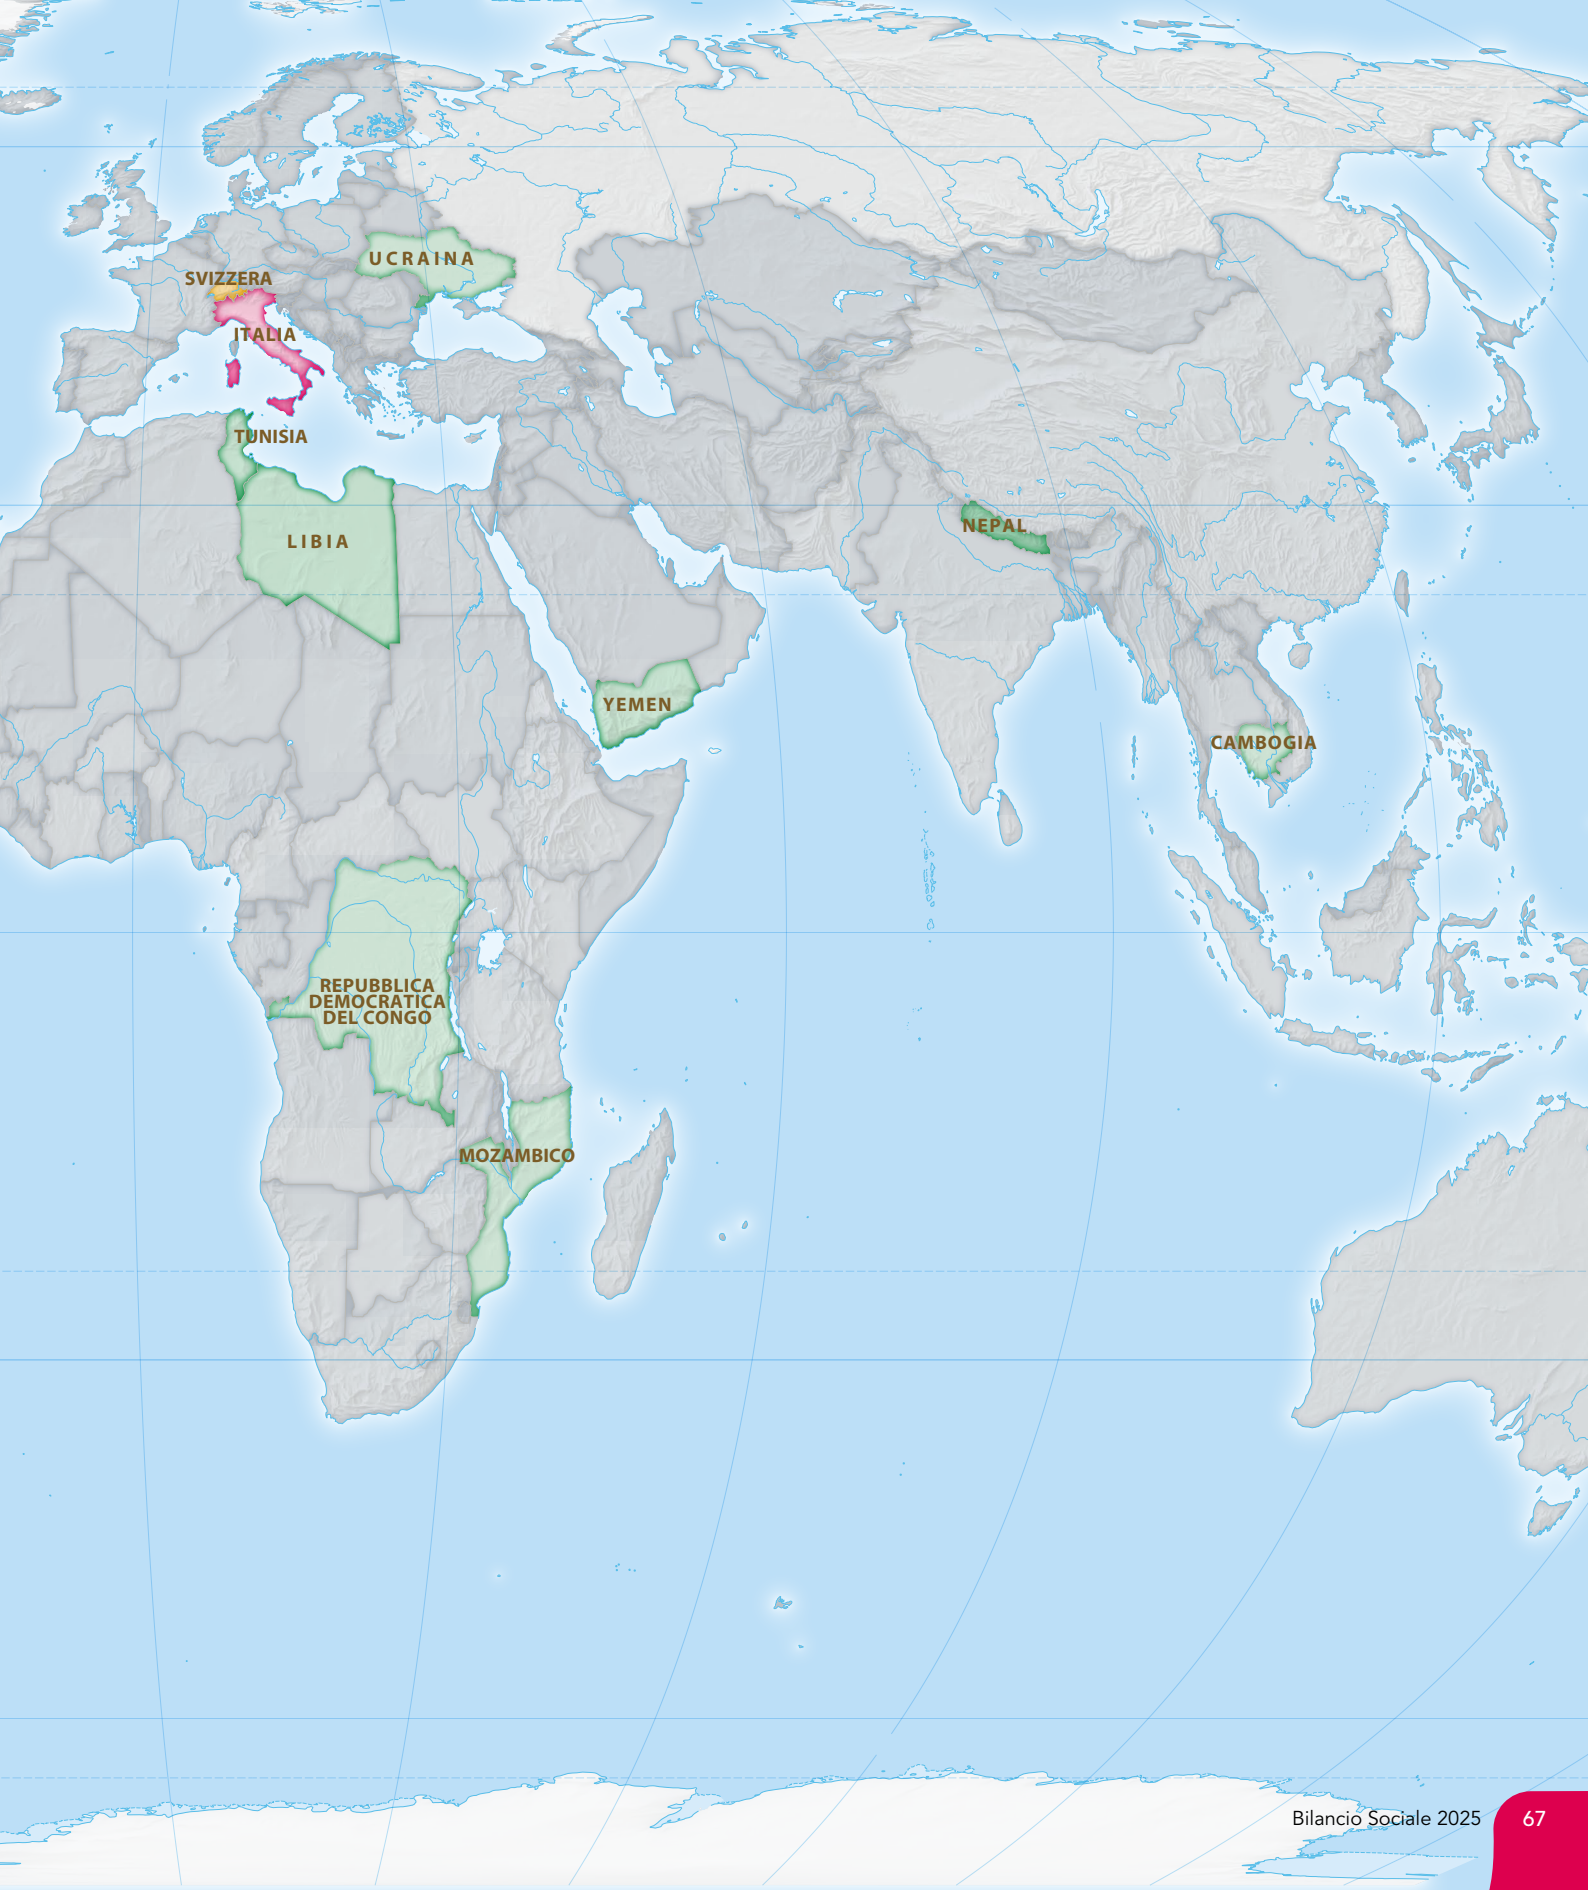 UCRAINA
SVIZZERA
ITALIA
TUNISIA
LIBIA
NEPAL
YEMEN
CAMBOGIA
REPUBBLICA
DEMOCRATICA
DEL CONGO
MOZAMBICO
Bilancio Sociale 2025
67